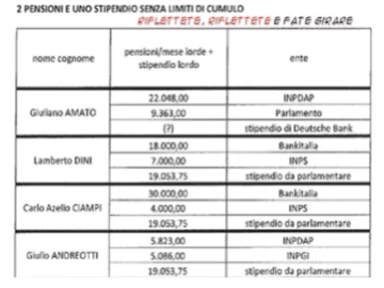 2 PENSIONI E UNO STIPENDIO SENZA LIMITI DI CUMULO
RIFLETTETE, RIFLETTETE E FATE GIRARE
nome cognome
pensioni/mese lorde +
stipendio lordo
ente
Giuliano AMATO
22.048,00 INPDAP
9.363,00 Parlamento
(?) stipendio di Deutsche Bank
Lamberto DINI
18.000,00 Bankitalia
7.000,00 INPS
19.053,75 stipendio da parlamentare
Carlo Azelio CIAMPI
30.000,00 Bankitalia
4.000,00 INPS
19.053,75 stipendio da parlamentare
Giulio ANDREOTTI
5.823,00 INPDAP
5.086,00 INPGI
19.053,75 stipendio da parlamentare